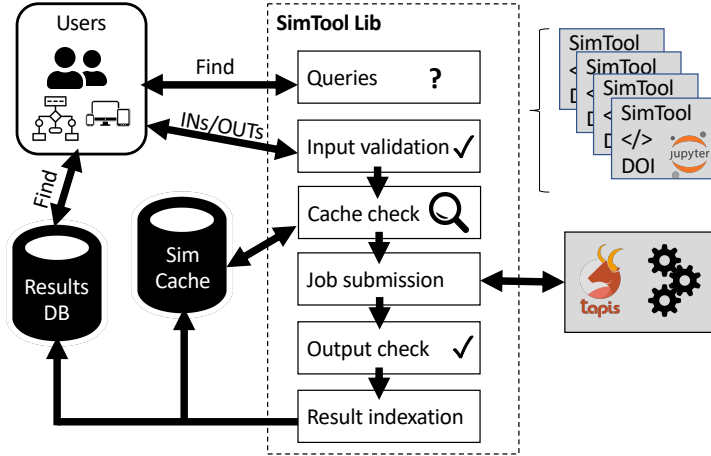 Users
SimTool Lib
Find
Queries ?
INs/OUTs
Input validation
Find
Cache check
Sim
Cache
Results
DB
Job submission
Output check
Result indexation
SimTool
</>
D
SimTool
<
D
SimTool
<
D
SimTool
</>
DOI
jupyter
tapis